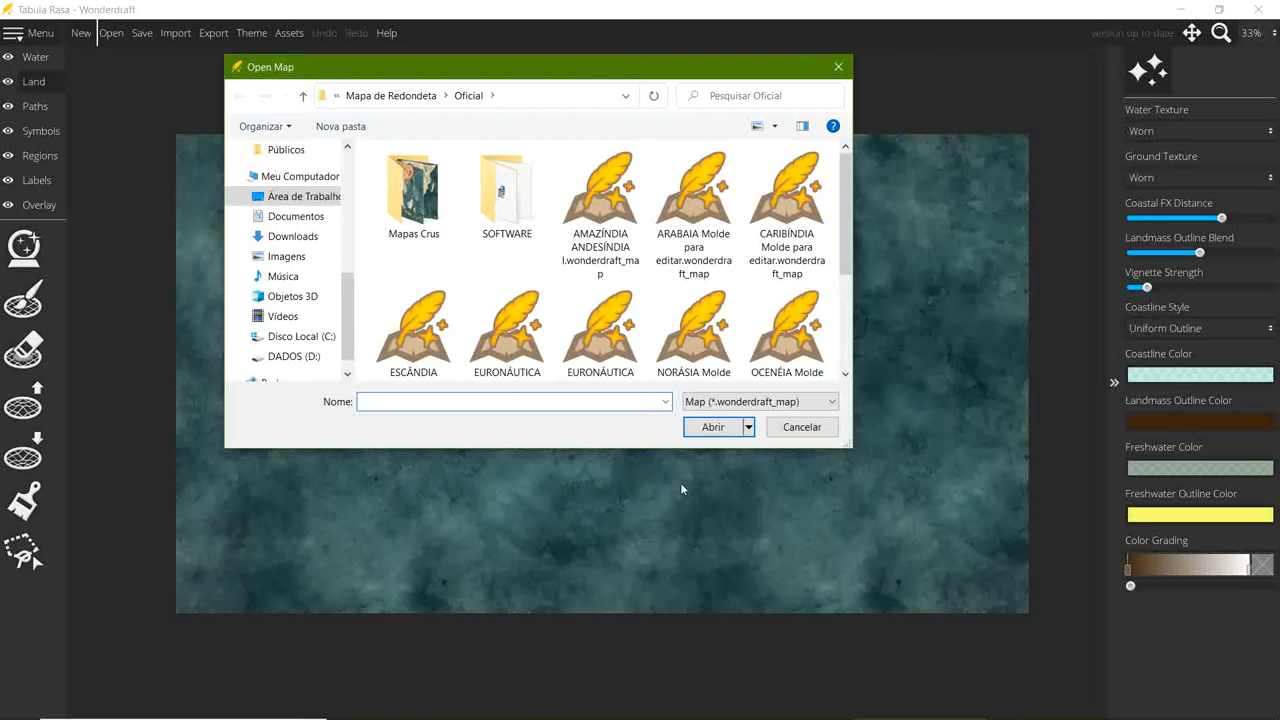 Tabula Rasa - Wonderdraft
Menu
New
Open
Save
Import
Export
Theme
Assets
Undo
Redo
Help
version up to date
33%
Water
Land
Paths
Symbols
Regions
Labels
Overlay
Open Map
« Mapa de Redondeta > Oficial >
Pesquisar Oficial
Organizar
Nova pasta
Públicos
Meu Computador
Área de Trabalho
Documentos
Downloads
Imagens
Música
Objetos 3D
Vídeos
Disco Local (C:)
DADOS (D:)
Mapas Crus
SOFTWARE
AMAZÍNDIA
ANDESÍNDIA
I.wonderdraft_ma
p
ARABAIA Molde
para
editar.wonderdra
ft_map
CARIBÍNDIA
Molde para
editar.wonderdra
ft_map
ESCÂNDIA
EURONÁUTICA
EURONÁUTICA
NORÁSIA Molde
OCENÉIA Molde
Nome:
Map (*.wonderdraft_map)
Abrir
Cancelar
Water Texture
Worn
Ground Texture
Worn
Coastal FX Distance
Landmass Outline Blend
Vignette Strength
Coastline Style
Uniform Outline
Coastline Color
Landmass Outline Color
Freshwater Color
Freshwater Outline Color
Color Grading